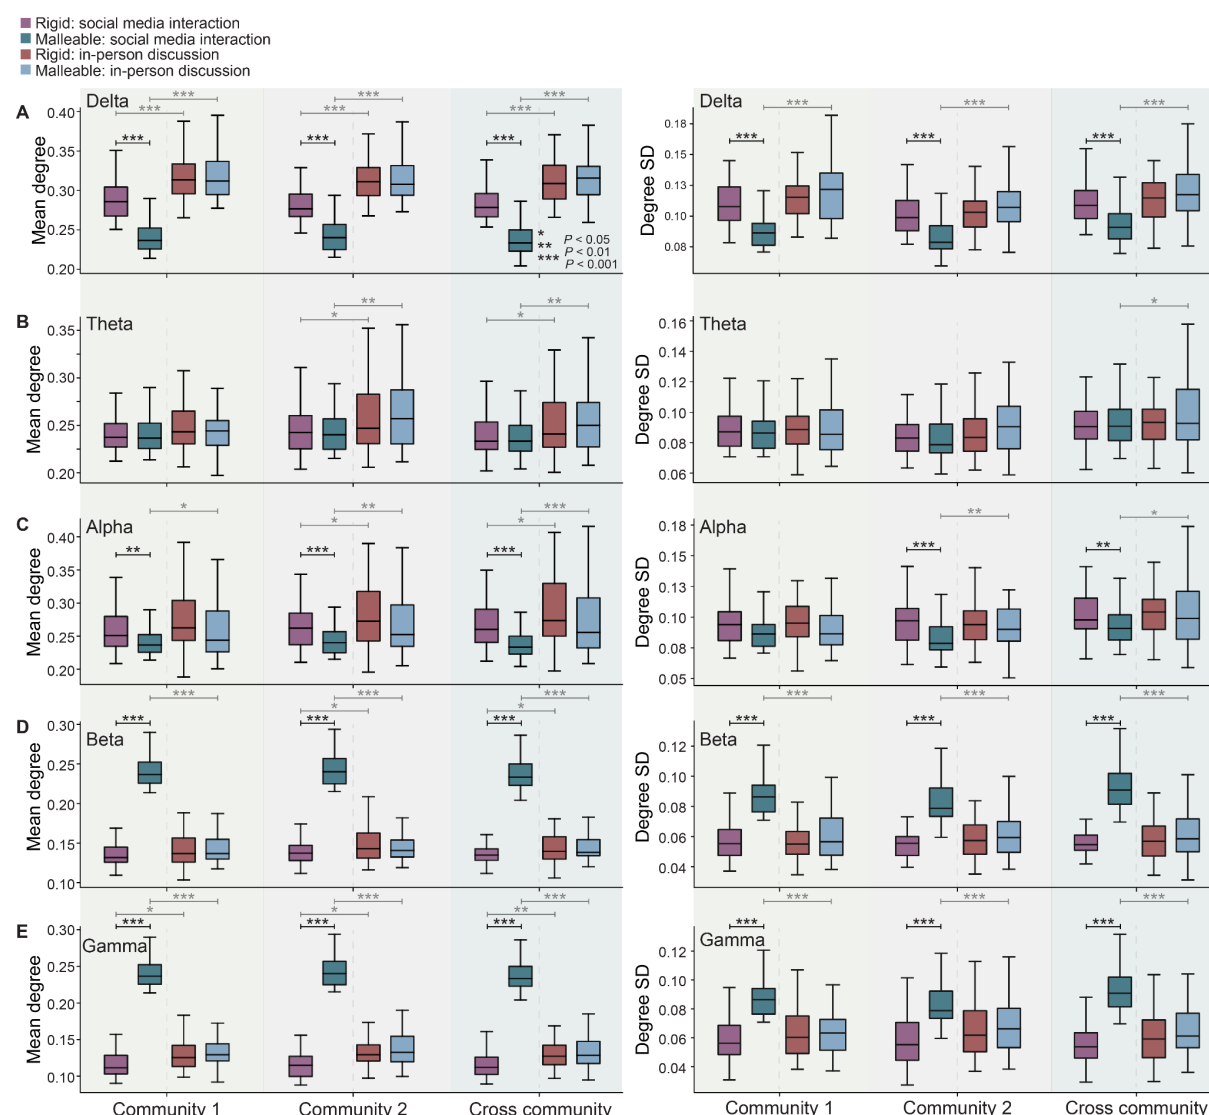 Rigid: social media interaction
Malleable: social media interaction
Rigid: in-person discussion
Malleable: in-person discussion
A
Delta
Mean degree
0.40
0.35
0.30
0.25
0.20
*** *** ***
*** *** ***
*** *** ***
* P < 0.05
** P < 0.01
*** P < 0.001
Delta
Degree SD
0.18
0.15
0.13
0.10
0.08
*** *** ***
*** *** ***
B
Theta
Mean degree
0.35
0.30
0.25
0.20
** **
* *
Theta
Degree SD
0.16
0.14
0.12
0.10
0.08
0.06
*
C
Alpha
Mean degree
0.40
0.35
0.30
0.25
0.20
* ** ***
* *
** *** ***
Alpha
Degree SD
0.18
0.15
0.13
0.10
0.08
0.05
** *
*** **
D
Beta
Mean degree
0.30
0.25
0.20
0.15
0.10
*** *** ***
* *
*** *** ***
Beta
Degree SD
0.12
0.10
0.08
0.06
0.04
*** *** ***
*** *** ***
E
Gamma
Mean degree
0.30
0.25
0.20
0.15
0.10
*** *** ***
* * **
*** *** ***
Gamma
Degree SD
0.12
0.10
0.08
0.06
0.04
*** *** ***
*** *** ***
Community 1 Community 2 Cross community
Community 1 Community 2 Cross community